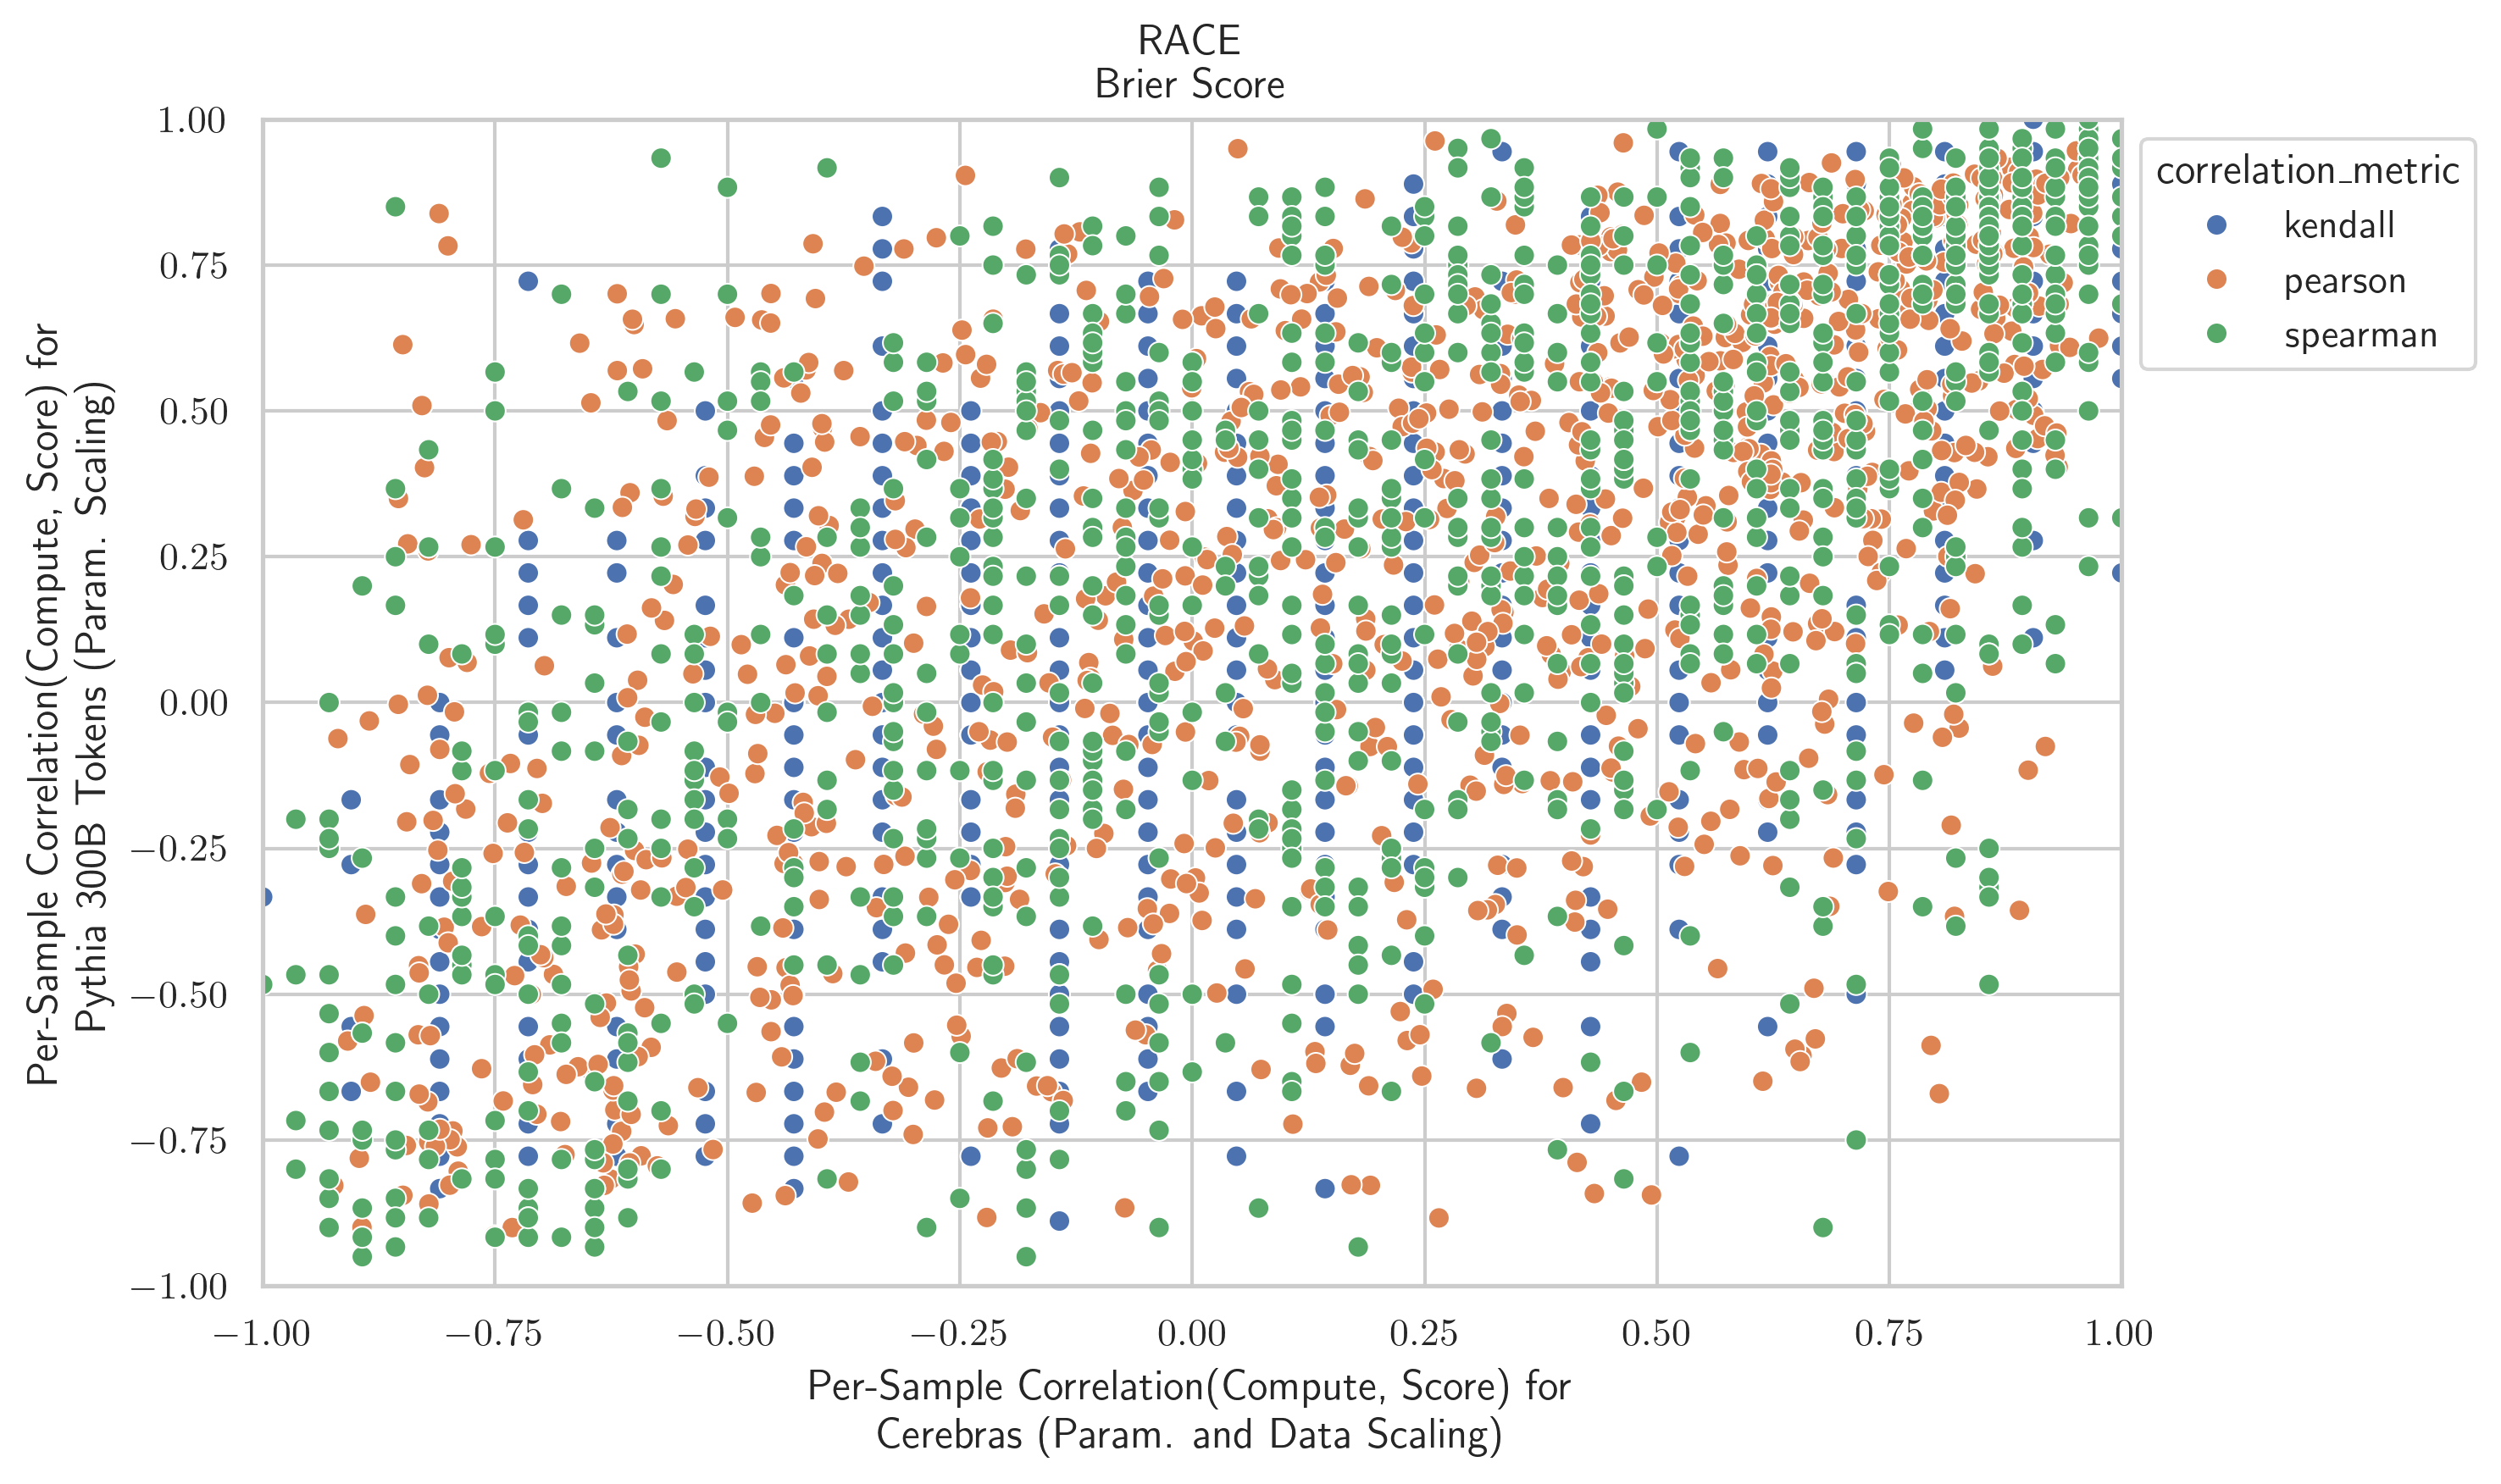 RACE
Brier Score
Per-Sample Correlation(Compute, Score) for
Pythia 300B Tokens (Param. Scaling)
1.00
0.75
0.50
0.25
0.00
−0.25
−0.50
−0.75
−1.00
−1.00 −0.75 −0.50 −0.25 0.00 0.25 0.50 0.75 1.00
Per-Sample Correlation(Compute, Score) for
Cerebras (Param. and Data Scaling)
correlation_metric
kendall
pearson
spearman